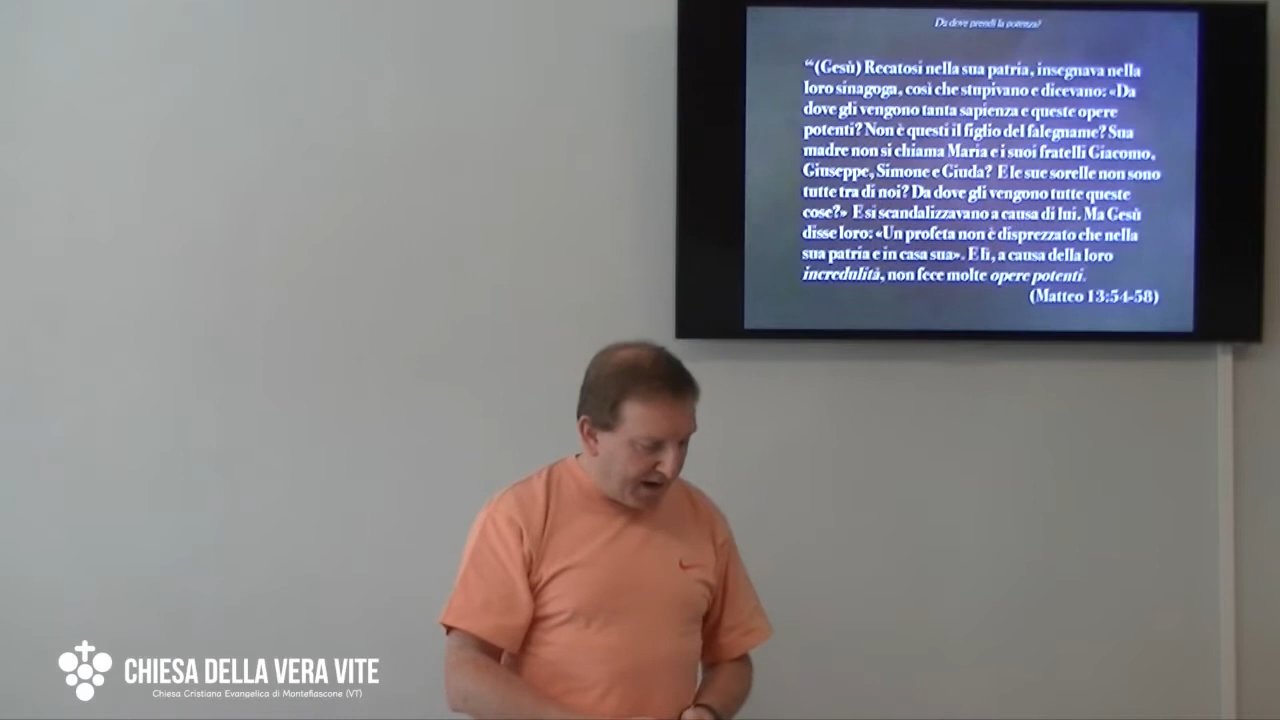 Da dove prendi la potenza?
“(Gesù) Recatosi nella sua patria, insegnava nella
loro sinagoga, così che stupivano e dicevano: «Da
dove gli vengono tanta sapienza e queste opere
potenti? Non è questi il figlio del falegname? Sua
madre non si chiama Maria e i suoi fratelli Giacomo,
Giuseppe, Simone e Giuda? E le sue sorelle non sono
tutte tra di noi? Da dove gli vengono tutte queste
cose?» E si scandalizzavano a causa di lui. Ma Gesù
disse loro: «Un profeta non è disprezzato che nella
sua patria e in casa sua». E lì, a causa della loro
incredulità, non fece molte opere potenti.
(Matteo 13:54-58)
CHIESA DELLA VERA VITE
Chiesa Cristiana Evangelica di Montefiascone (VT)